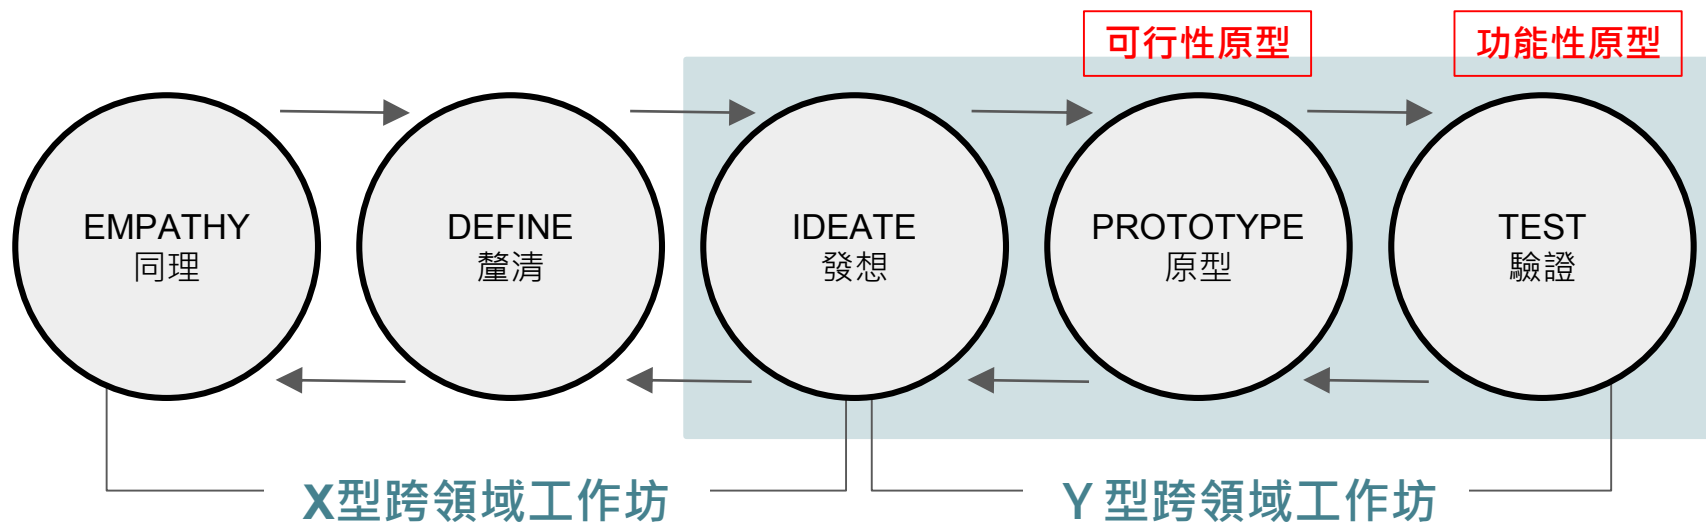 可行性原型
功能性原型
EMPATHY
同理
DEFINE
釐清
IDEATE
發想
PROTOTYPE
原型
TEST
驗證
X型跨領域工作坊
Y 型跨領域工作坊